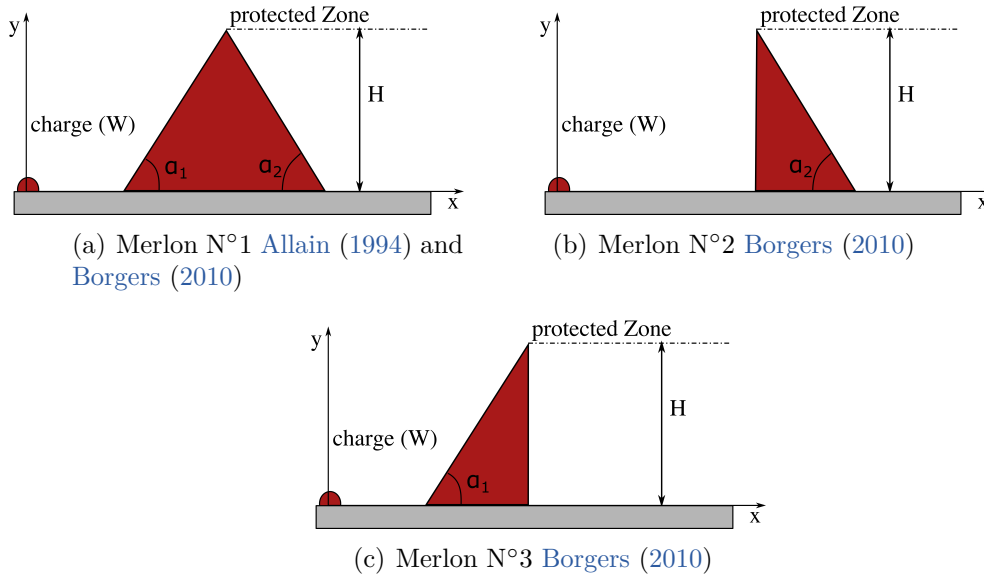 protected Zone
y
H
charge (W)
α₁
α₂
x
(a) Merlon N°1 Allain (1994) and
Borgers (2010)
protected Zone
y
H
charge (W)
α₂
x
(b) Merlon N°2 Borgers (2010)
protected Zone
y
H
charge (W)
α₁
x
(c) Merlon N°3 Borgers (2010)